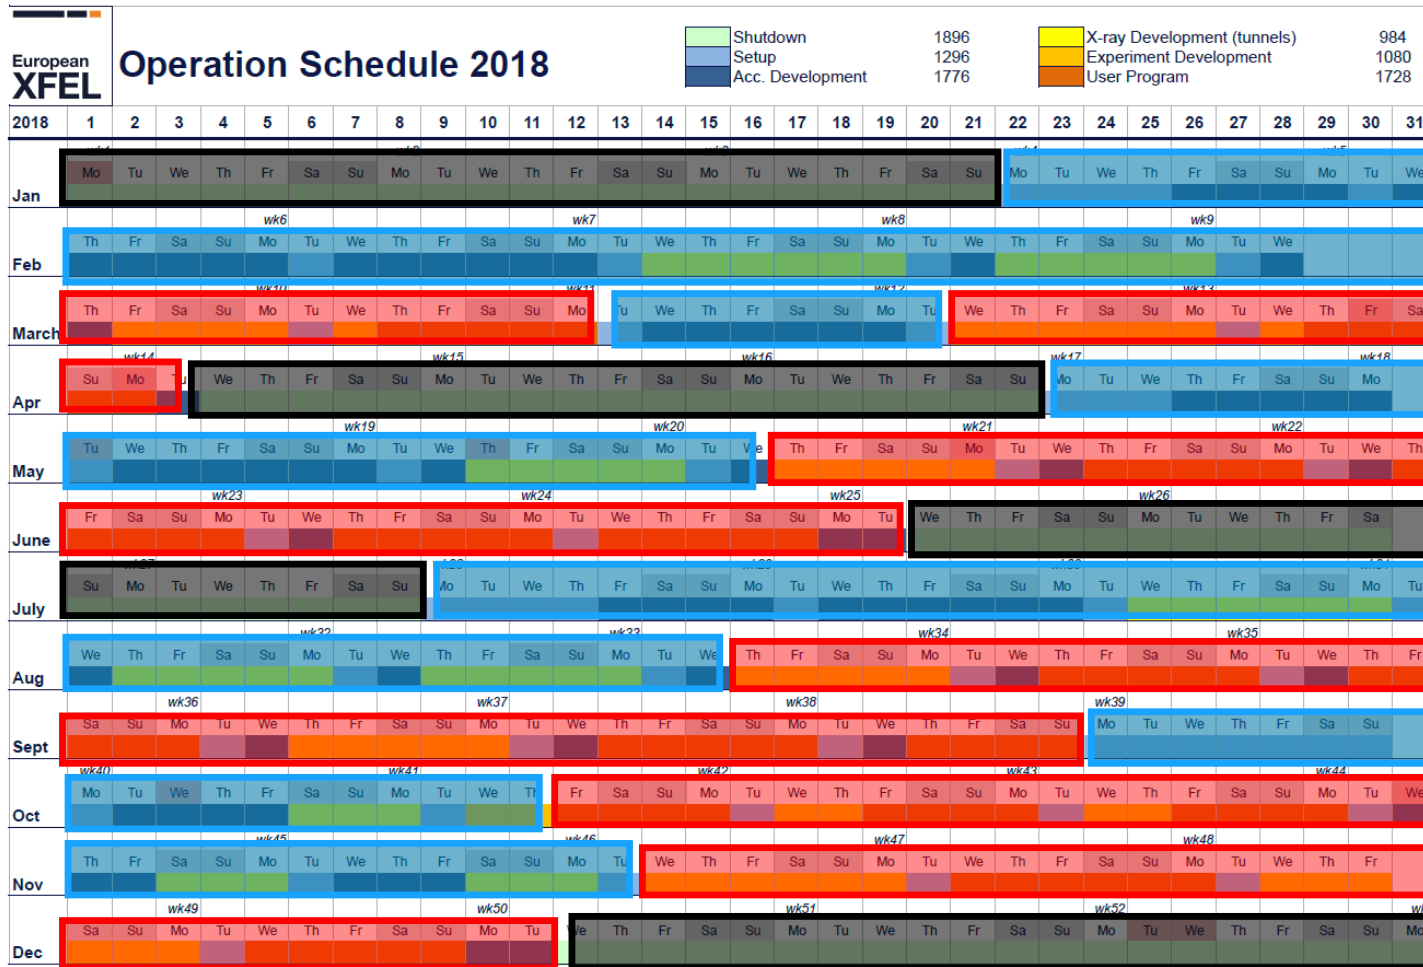 European
XFEL
Operation Schedule 2018
Shutdown 1896 X-ray Development (tunnels) 984
Setup 1296 Experiment Development 1080
Acc. Development 1776 User Program 1728
2018 1 2 3 4 5 6 7 8 9 10 11 12 13 14 15 16 17 18 19 20 21 22 23 24 25 26 27 28 29 30 31
wk1 wk2 wk3 wk4 wk5
Mo Tu We Th Fr Sa Su Mo Tu We Th Fr Sa Su Mo Tu We Th Fr Sa Su Mo Tu We Th Fr Sa Su Mo Tu We
Jan
wk6 wk7 wk8 wk9
Th Fr Sa Su Mo Tu We Th Fr Sa Su Mo Tu We Th Fr Sa Su Mo Tu We Th Fr Sa Su Mo Tu We
Feb
wk10 wk11 wk12 wk13
Th Fr Sa Su Mo Tu We Th Fr Sa Su Mo Tu We Th Fr Sa Su Mo Tu We Th Fr Sa Su Mo Tu We Th Fr Sa
March
wk14 wk15 wk16 wk17 wk18
Su Mo Tu We Th Fr Sa Su Mo Tu We Th Fr Sa Su Mo Tu We Th Fr Sa Su Mo Tu We Th Fr Sa Su Mo
Apr
wk19 wk20 wk21 wk22
Tu We Th Fr Sa Su Mo Tu We Th Fr Sa Su Mo Tu We Th Fr Sa Su Mo Tu We Th Fr Sa Su Mo Tu We Th
May
wk23 wk24 wk25 wk26
Fr Sa Su Mo Tu We Th Fr Sa Su Mo Tu We Th Fr Sa Su Mo Tu We Th Fr Sa Su Mo Tu We Th Fr Sa
June
wk27
Su Mo Tu We Th Fr Sa Su Mo Tu We Th Fr Sa Su Mo Tu We Th Fr Sa Su Mo Tu We Th Fr Sa Su Mo Tu
July
wk32 wk33 wk34 wk35
We Th Fr Sa Su Mo Tu We Th Fr Sa Su Mo Tu We Th Fr Sa Su Mo Tu We Th Fr Sa Su Mo Tu We Th Fr
Aug
wk36 wk37 wk38 wk39
Sa Su Mo Tu We Th Fr Sa Su Mo Tu We Th Fr Sa Su Mo Tu We Th Fr Sa Su Mo Tu We Th Fr Sa Su
Sept
wk40 wk41 wk42 wk43 wk44
Mo Tu We Th Fr Sa Su Mo Tu We Th Fr Sa Su Mo Tu We Th Fr Sa Su Mo Tu We Th Fr Sa Su Mo Tu We
Oct
wk45 wk46 wk47 wk48
Th Fr Sa Su Mo Tu We Th Fr Sa Su Mo Tu We Th Fr Sa Su Mo Tu We Th Fr Sa Su Mo Tu We Th Fr
Nov
wk49 wk50 wk51 wk52
Sa Su Mo Tu We Th Fr Sa Su Mo Tu We Th Fr Sa Su Mo Tu We Th Fr Sa Su Mo Tu We Th Fr Sa Su Mo
Dec